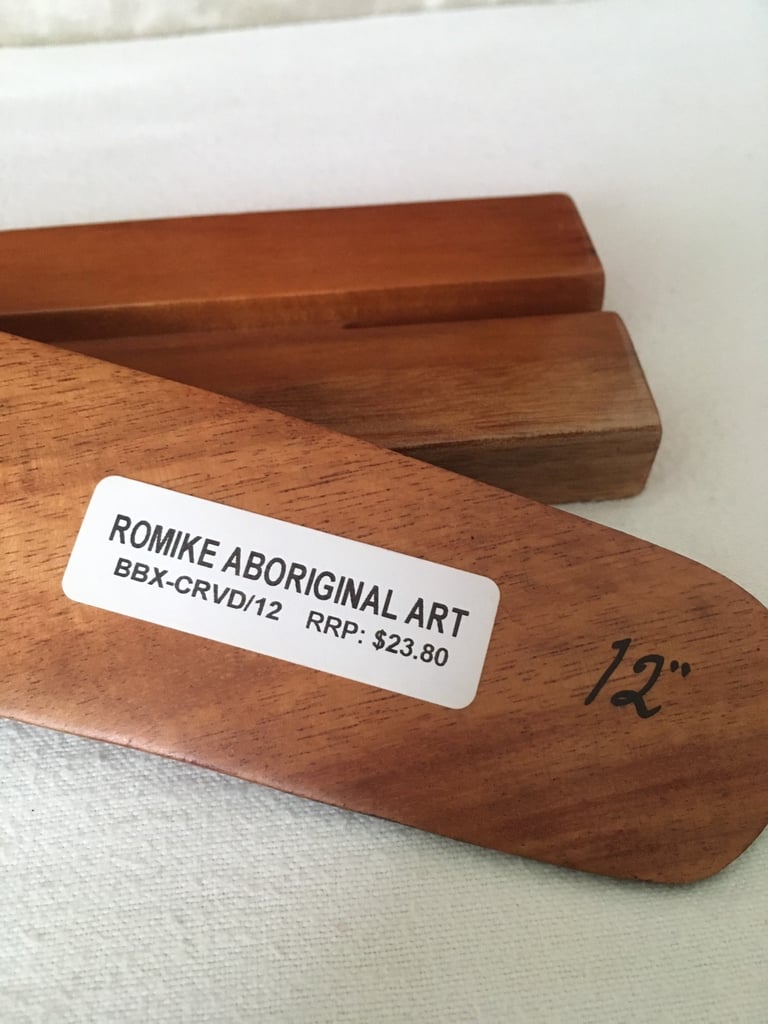 ROMIKE ABORIGINAL ART
BBX-CRVD/12 RRP: $23.80
12"